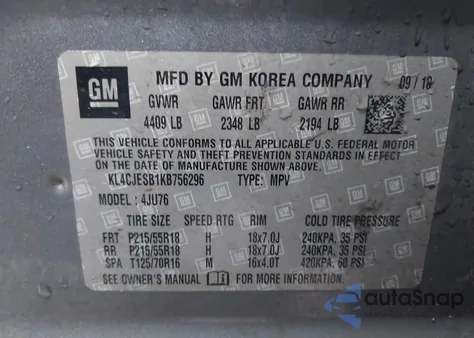 GM
MFD BY GM KOREA COMPANY 09/18
GVWR GAWR FRT GAWR RR
4409 LB 2348 LB 2194 LB
THIS VEHICLE CONFORMS TO ALL APPLICABLE U.S. FEDERAL MOTOR
VEHICLE SAFETY AND THEFT PREVENTION STANDARDS IN EFFECT ON THE
DATE OF MANUFACTURE SHOWN ABOVE.
KL4CJESB1KB756296 TYPE: MPV
MODEL: 4JU76
TIRE SIZE SPEED RTG RIM COLD TIRE PRESSURE
FRT P215/55R18 H 18x7.0J 240KPA, 35 PSI
RR P215/55R18 H 18x7.0J 240KPA, 35 PSI
SPA T125/70R16 M 16x4.0T 420KPA, 60 PSI
SEE OWNER'S MANUAL FOR MORE INFORMATION
autoSnap